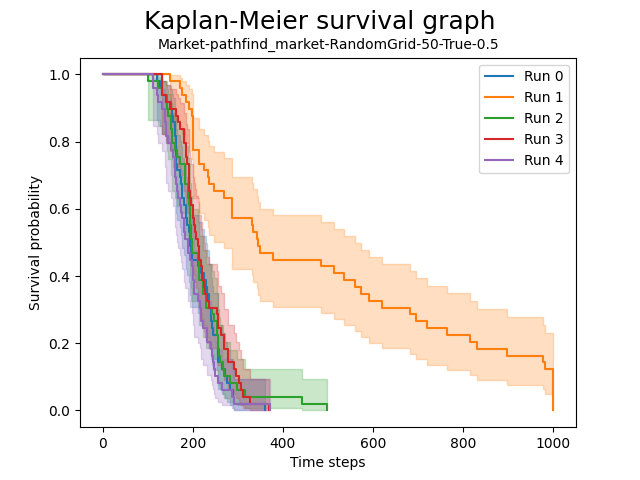 Kaplan-Meier survival graph
Market-pathfind_market-RandomGrid-50-True-0.5
Survival probability
1.0
0.8
0.6
0.4
0.2
0.0
Run 0
Run 1
Run 2
Run 3
Run 4
0 200 400 600 800 1000
Time steps